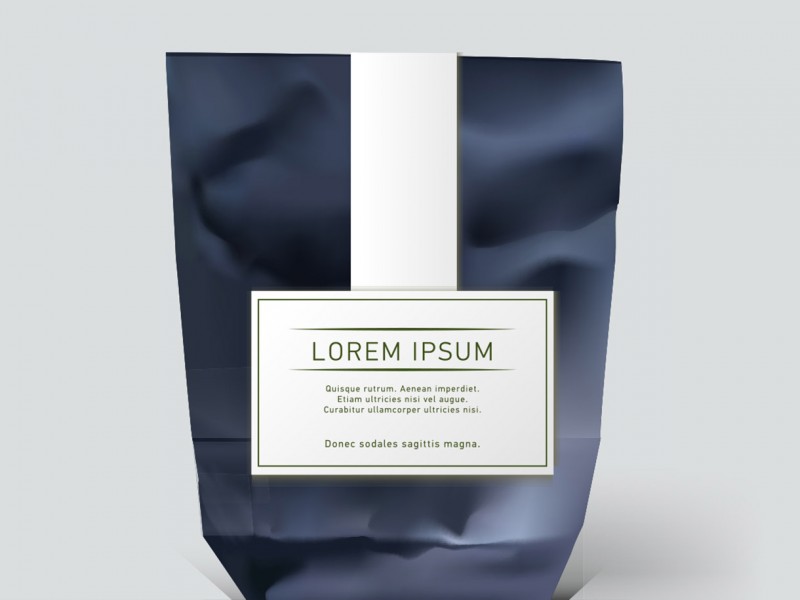 LOREM IPSUM
Quisque rutrum. Aenean imperdiet.
Etiam ultricies nisi vel augue.
Curabitur ullamcorper ultricies nisi.
Donec sodales sagittis magna.